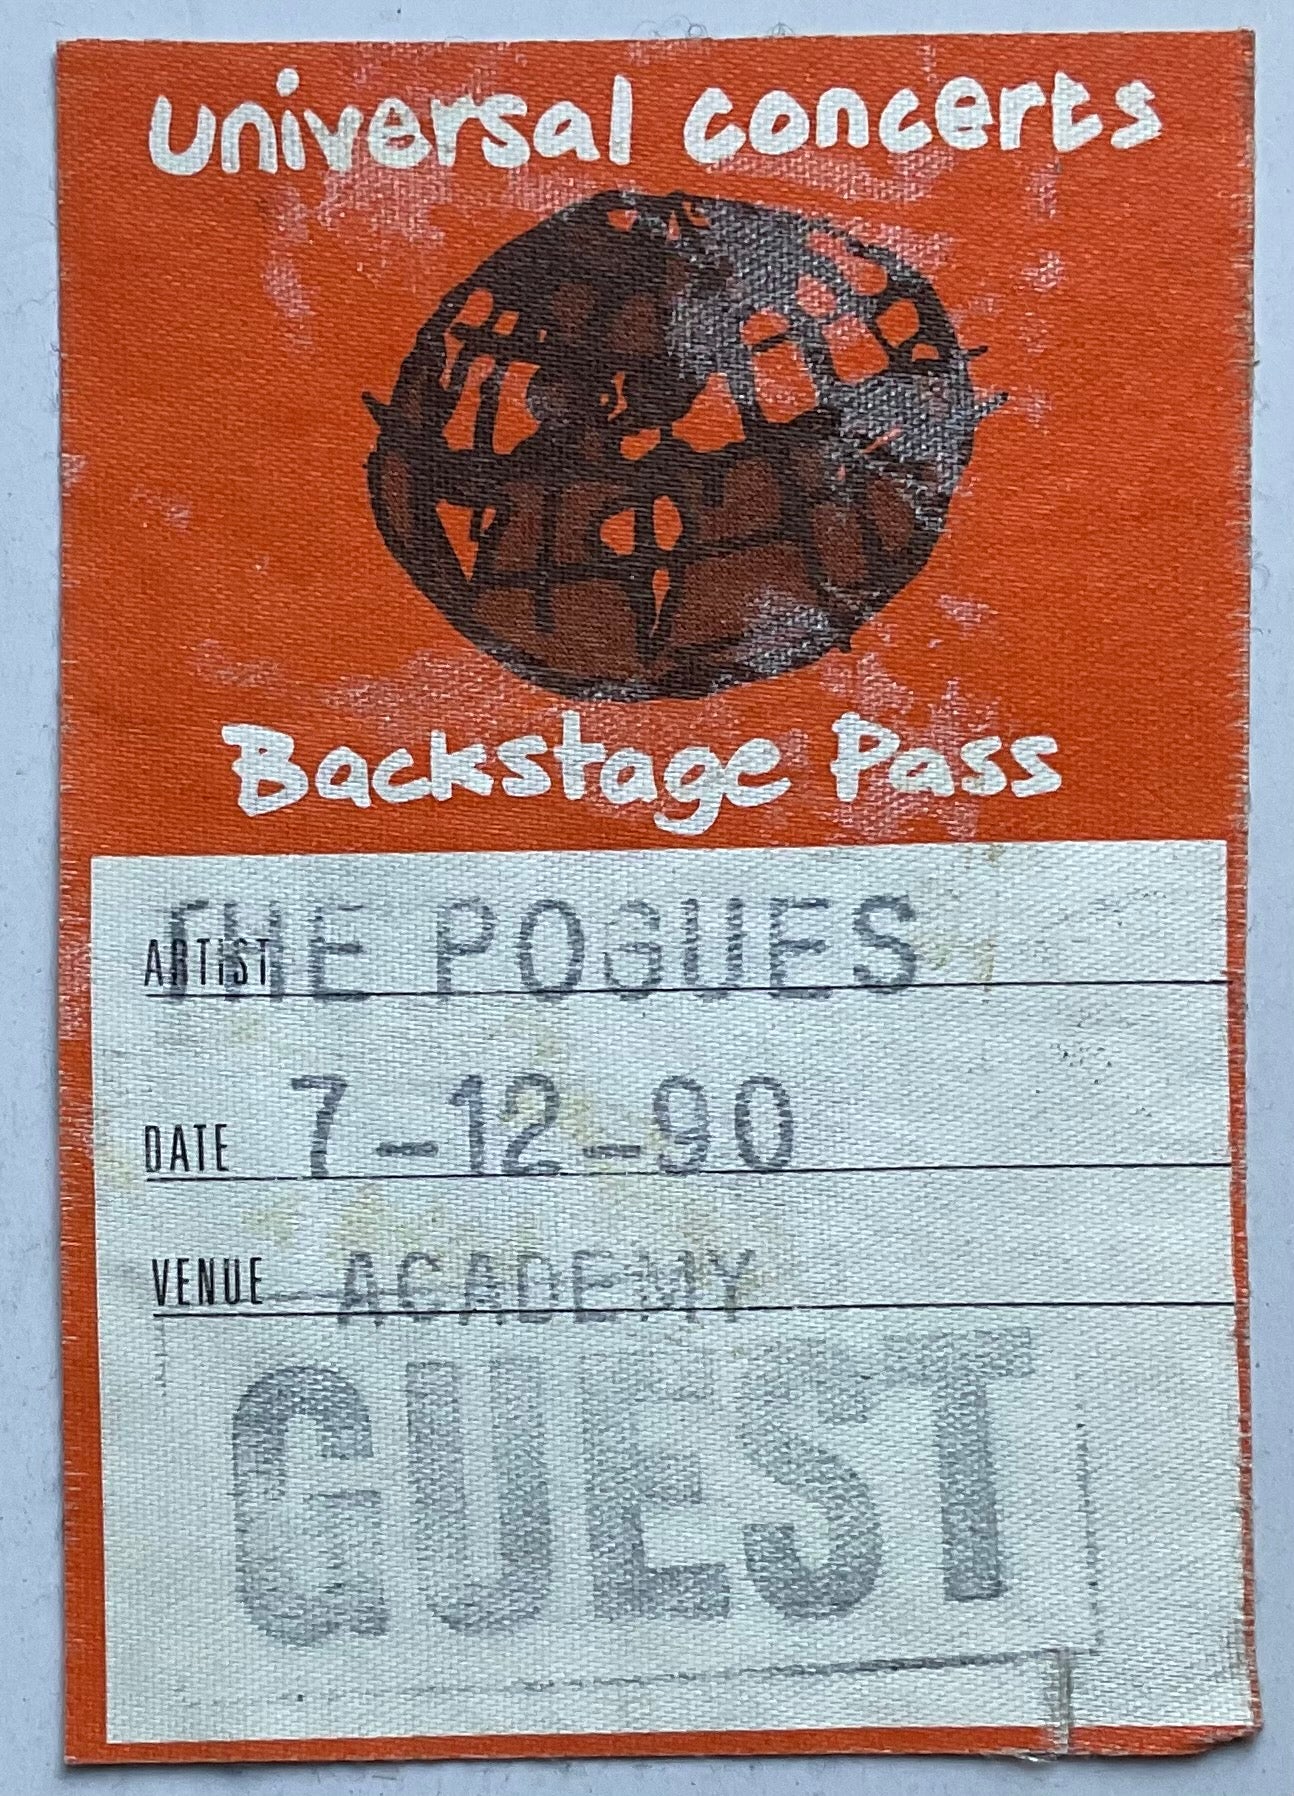 universal concerts
Backstage Pass
ARTIST THE POGUES
DATE 7-12-90
VENUE ACADEMY
GUEST